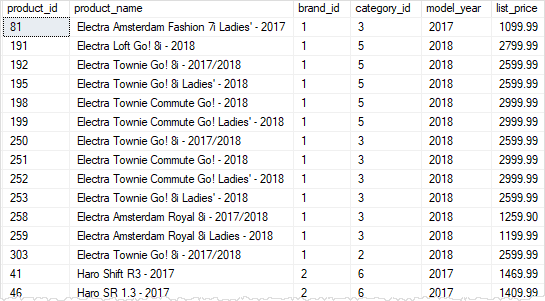 product_id product_name brand_id category_id model_year list_price
81 Electra Amsterdam Fashion 7i Ladies' - 2017 1 3 2017 1099.99
191 Electra Loft Go! 8i - 2018 1 5 2018 2799.99
192 Electra Townie Go! 8i - 2017/2018 1 5 2018 2599.99
195 Electra Townie Go! 8i Ladies' - 2018 1 5 2018 2599.99
198 Electra Townie Commute Go! - 2018 1 5 2018 2999.99
199 Electra Townie Commute Go! Ladies' - 2018 1 5 2018 2999.99
250 Electra Townie Go! 8i - 2017/2018 1 3 2018 2599.99
251 Electra Townie Commute Go! - 2018 1 3 2018 2999.99
252 Electra Townie Commute Go! Ladies' - 2018 1 3 2018 2999.99
253 Electra Townie Go! 8i Ladies' - 2018 1 3 2018 2599.99
258 Electra Amsterdam Royal 8i - 2017/2018 1 3 2018 1259.90
259 Electra Amsterdam Royal 8i Ladies - 2018 1 3 2018 1199.99
303 Electra Townie Go! 8i - 2017/2018 1 2 2018 2599.99
41 Haro Shift R3 - 2017 2 6 2017 1469.99
46 Haro SR 1.3 - 2017 2 6 2017 1409.99